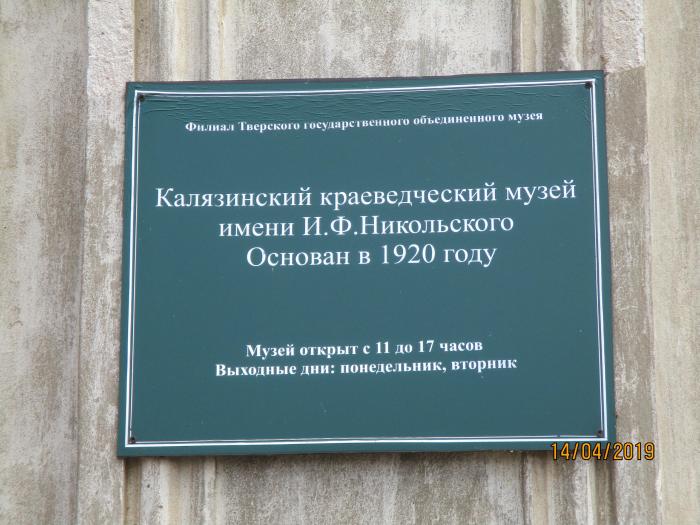 Филиал Тверского государственного объединенного музея
Калязинский краеведческий музей
имени И.Ф.Никольского
Основан в 1920 году
Музей открыт с 11 до 17 часов
Выходные дни: понедельник, вторник
14/04/2019